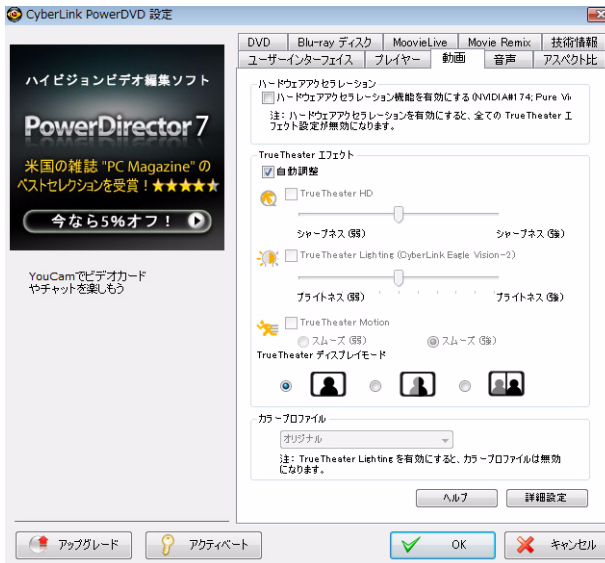 CyberLink PowerDVD 設定
ハイビジョンビデオ編集ソフト
PowerDirector 7
米国の雑誌 "PC Magazine" の
ベストセレクションを受賞！★★★★★
今なら5%オフ！
YouCamでビデオカード
やチャットを楽しもう
DVD
Blu-ray ディスク
MoovieLive
Movie Remix
技術情報
ユーザーインターフェイス
プレイヤー
動画
音声
アスペクト比
ハードウェアアクセラレーション
ハードウェアアクセラレーション機能を有効にする (NVIDIA&#174; Pure Vi
注: ハードウェアアクセラレーションを有効にすると、全ての TrueTheater エ
フェクト設定が無効になります。
TrueTheater エフェクト
自動調整
TrueTheater HD
シャープネス (弱)
シャープネス (強)
TrueTheater Lighting (CyberLink Eagle Vision-2)
ブライトネス (弱)
ブライトネス (強)
TrueTheater Motion
スムーズ (弱)
スムーズ (強)
TrueTheater ディスプレイモード
カラープロファイル
オリジナル
注: TrueTheater Lighting を有効にすると、カラープロファイルは無効
になります。
ヘルプ
詳細設定
アップグレード
アクティベート
OK
キャンセル